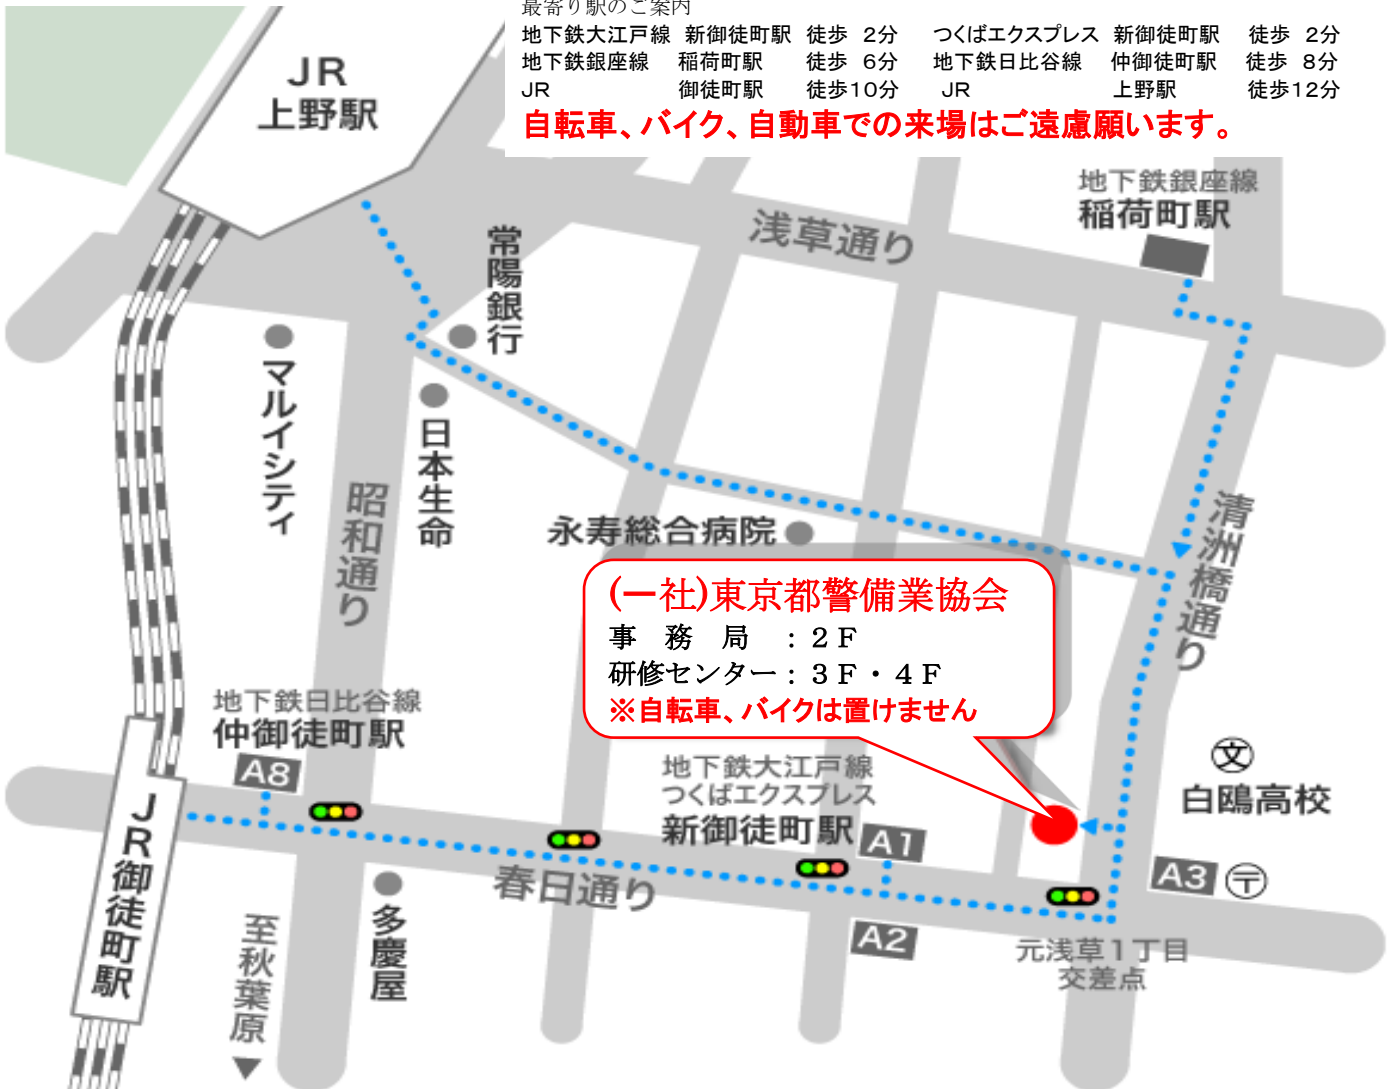 最寄り駅のご案内
地下鉄大江戸線 新御徒町駅 徒歩 2分 つくばエクスプレス 新御徒町駅 徒歩 2分
地下鉄銀座線 稲荷町駅 徒歩 6分 地下鉄日比谷線 仲御徒町駅 徒歩 8分
JR 御徒町駅 徒歩10分 JR 上野駅 徒歩12分
自転車、バイク、自動車での来場はご遠慮願います。
JR
上野駅
地下鉄銀座線
稲荷町駅
浅草通り
常陽銀行
マルイシティ
日本生命
昭和通り
清洲橋通り
永寿総合病院
(一社)東京都警備業協会
事 務 局 : 2F
研修センター: 3F・4F
※自転車、バイクは置けません
地下鉄日比谷線
仲御徒町駅
A8
地下鉄大江戸線
つくばエクスプレス
新御徒町駅
A1
文
白鴎高校
JR御徒町駅
春日通り
A3
〒
A2
多慶屋
至秋葉原
元浅草1丁目
交差点